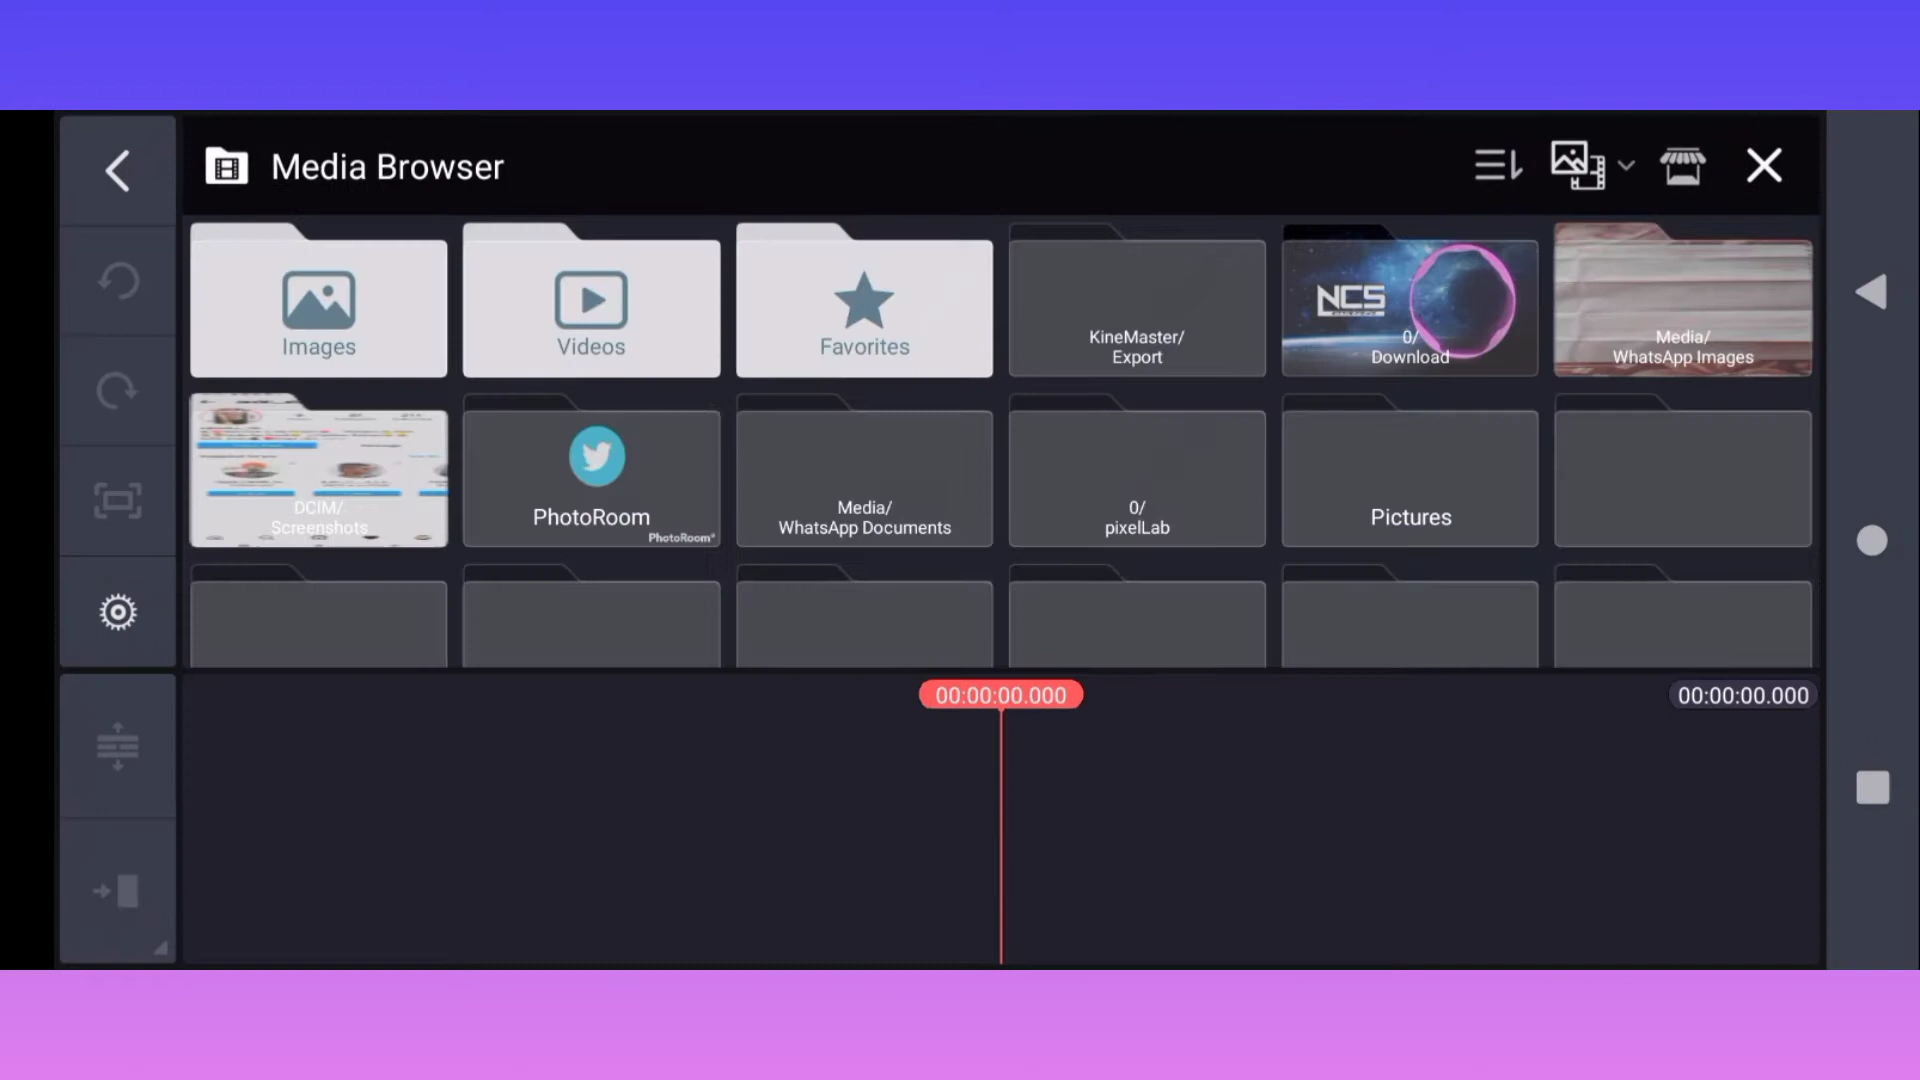 Media Browser
Images
Videos
Favorites
KineMaster/
Export
NCS
0/
Download
Media/
WhatsApp Images
DCIM/
Screenshots
PhotoRoom
PhotoRoom
Media/
WhatsApp Documents
0/
pixelLab
Pictures
00:00:00.000
00:00:00.000